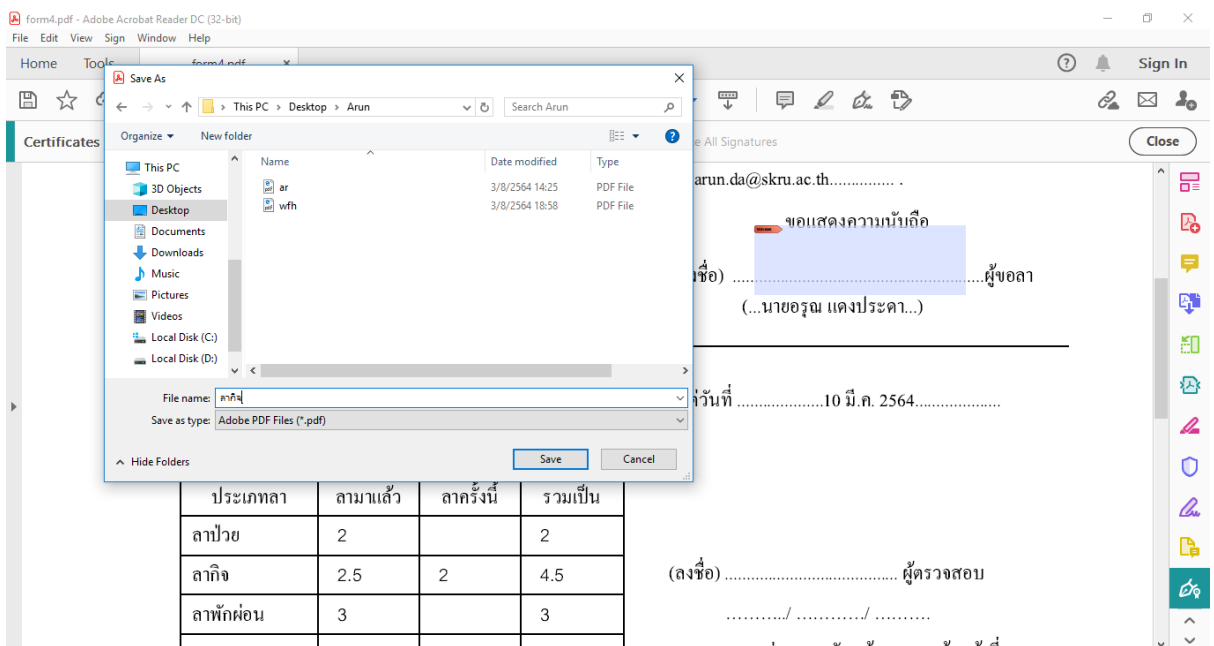 form4.pdf - Adobe Acrobat Reader DC (32-bit)
File Edit View Sign Window Help
Home Tools form4.pdf x
Sign In
Certificates
All Signatures
Close
Save As
This PC > Desktop > Arun
Search Arun
Organize New folder
Name Date modified Type
ar 3/8/2564 14:25 PDF File
wfh 3/8/2564 18:58 PDF File
This PC
3D Objects
Desktop
Documents
Downloads
Music
Pictures
Videos
Local Disk (C:)
Local Disk (D:)
File name: ลากิจ
Save as type: Adobe PDF Files (*.pdf)
Hide Folders
Save Cancel
arun.da@skru.ac.th............... .
ขอแสดงความนับถือ
ชื่อ) ..........................................................ผู้ขอลา
(...นายอรุณ แดงประดา...)
วันที่ ....................10 มี.ค. 2564....................
ประเภทลา ลามาแล้ว ลาครั้งนี้ รวมเป็น
ลาป่วย 2 2
ลากิจ 2.5 2 4.5
ลาพักผ่อน 3 3
(ลงชื่อ) ....................................... ผู้ตรวจสอบ
.........../ …………/ ……….